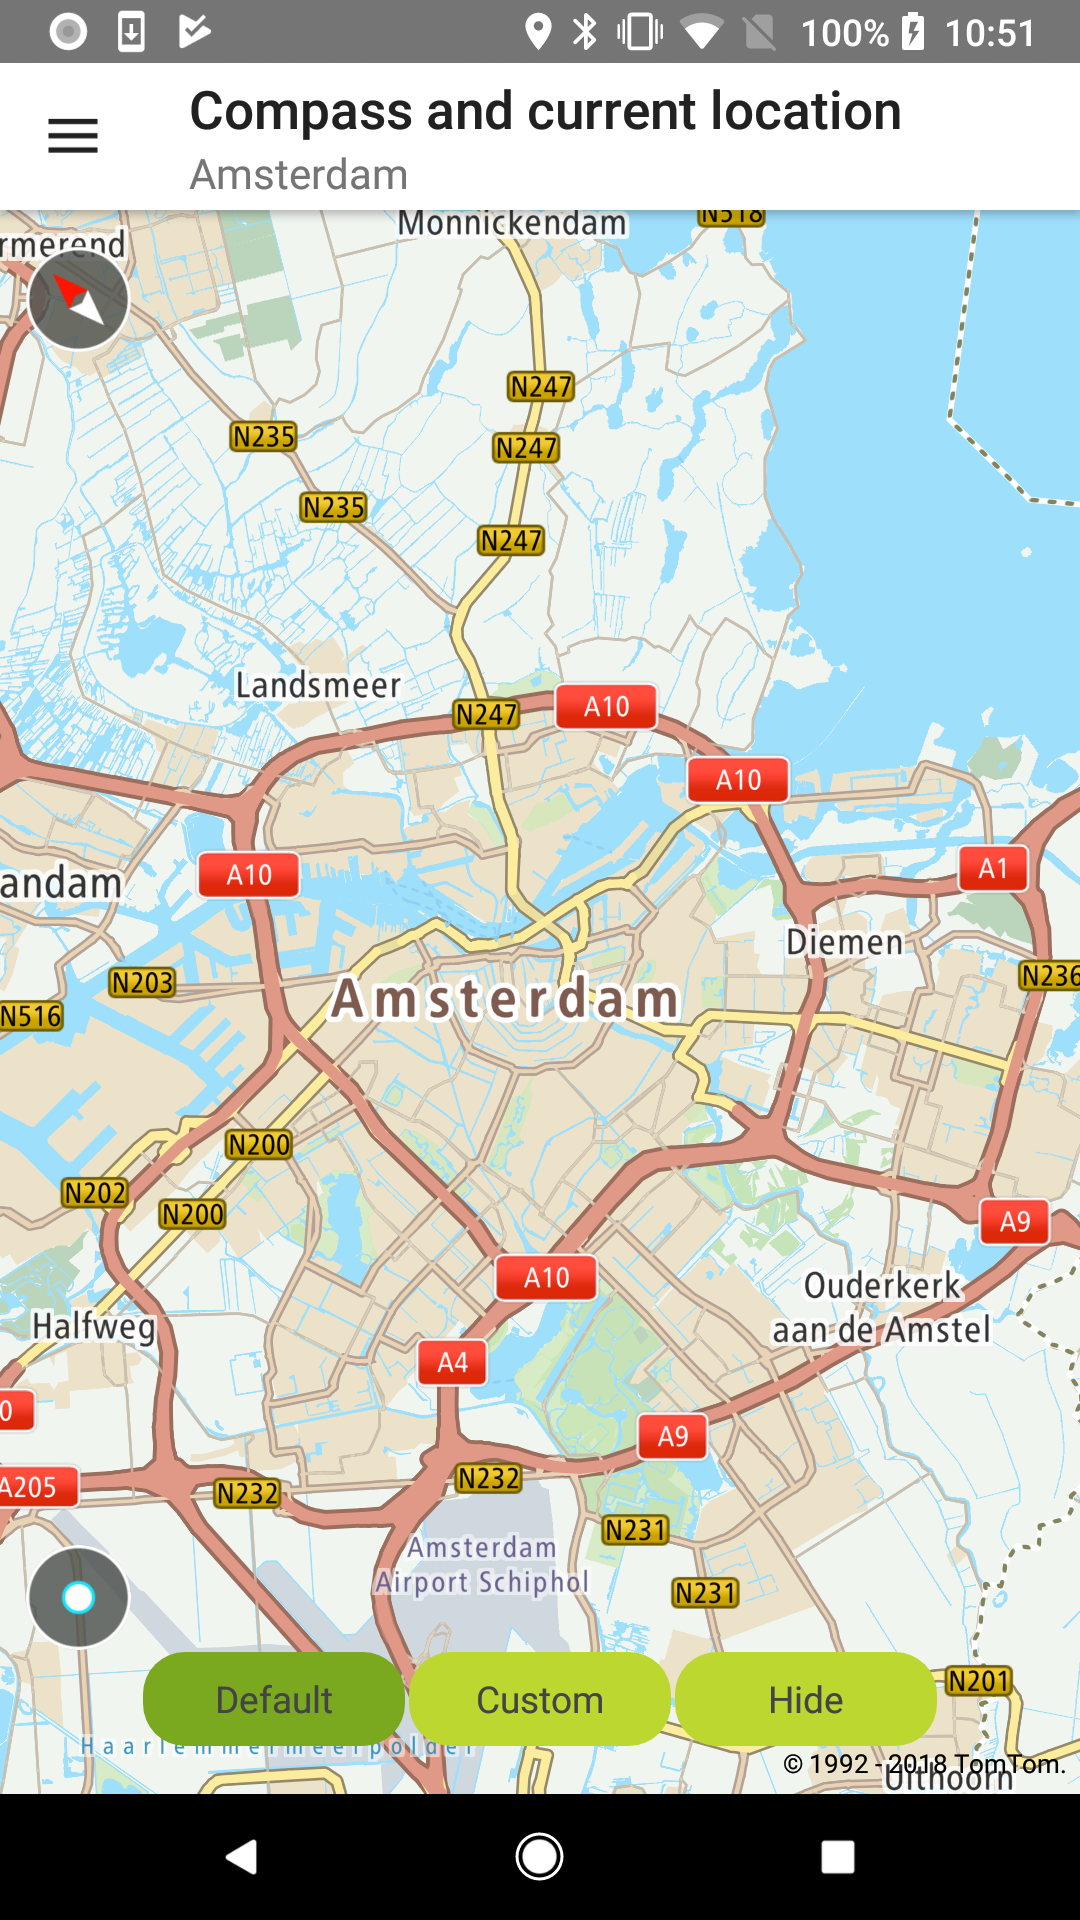 100% 10:51
Compass and current location
Amsterdam
Monnickendam
N518
rmerend
N247
N235
N247
N235
N247
Landsmeer
A10
N247
A10
A1
A10
andam
Diemen
N203
N236
Amsterdam
N516
N200
N202
N200
A9
A10
Ouderkerk
aan de Amstel
Halfweg
A4
0
A9
A205
N232
N232
N231
Amsterdam
Airport Schiphol
N231
N201
Default
Custom
Hide
Haarlemmermeerpolder
© 1992 - 2018 TomTom.
Uithoorn